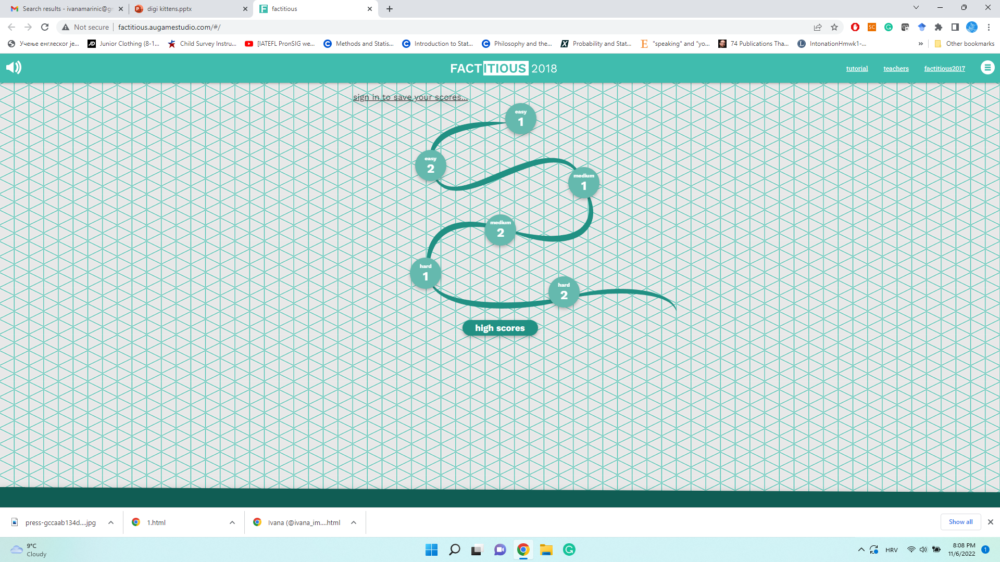 Search results - ivanamarinic@gn
digi kittens.pptx
factitious
Not secure
factitious.augamestudio.com/#/
Учење енглеског је...
Junior Clothing (8-1...
Child Survey Instru...
[IATEFL PronSIG we...
Methods and Statis...
Introduction to Stat...
Philosophy and the...
Probability and Stat...
"speaking" and "yo...
74 Publications Tha...
IntonationHmwk1-...
»
Other bookmarks
FACTITIOUS 2018
tutorial
teachers
factitious2017
sign in to save your scores...
easy
1
easy
2
medium
1
medium
2
hard
1
hard
2
high scores
press-gccaab134d....jpg
1.html
Ivana (@ivana_im....html
Show all
9°C
Cloudy
HRV
8:08 PM
11/6/2022
1